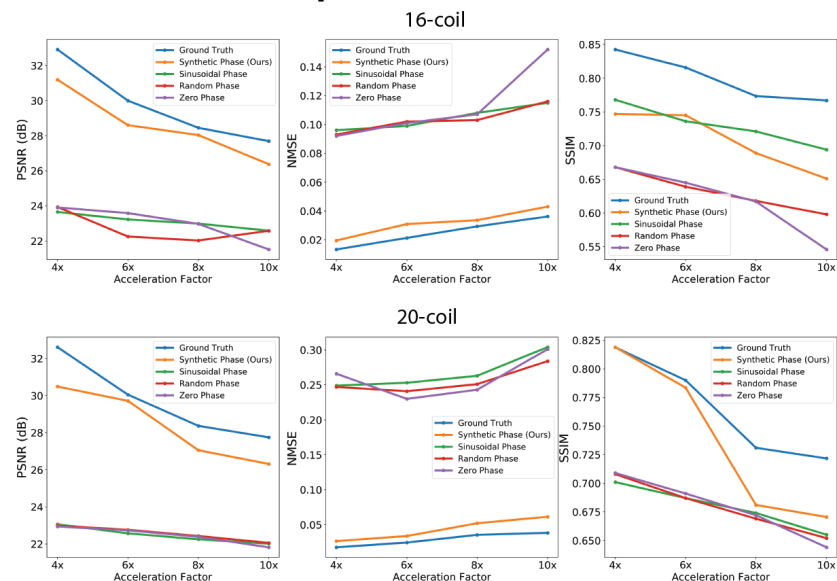 16-coil
PSNR (dB)
32
30
28
26
24
22
4x 6x 8x 10x
Acceleration Factor
Ground Truth
Synthetic Phase (Ours)
Sinusoidal Phase
Random Phase
Zero Phase
NMSE
0.14
0.12
0.10
0.08
0.06
0.04
0.02
4x 6x 8x 10x
Acceleration Factor
Ground Truth
Synthetic Phase (Ours)
Sinusoidal Phase
Random Phase
Zero Phase
SSIM
0.85
0.80
0.75
0.70
0.65
0.60
0.55
4x 6x 8x 10x
Acceleration Factor
Ground Truth
Synthetic Phase (Ours)
Sinusoidal Phase
Random Phase
Zero Phase
20-coil
PSNR (dB)
32
30
28
26
24
22
4x 6x 8x 10x
Acceleration Factor
Ground Truth
Synthetic Phase (Ours)
Sinusoidal Phase
Random Phase
Zero Phase
NMSE
0.30
0.25
0.20
0.15
0.10
0.05
4x 6x 8x 10x
Acceleration Factor
Ground Truth
Synthetic Phase (Ours)
Sinusoidal Phase
Random Phase
Zero Phase
SSIM
0.825
0.800
0.775
0.750
0.725
0.700
0.675
0.650
4x 6x 8x 10x
Acceleration Factor
Ground Truth
Synthetic Phase (Ours)
Sinusoidal Phase
Random Phase
Zero Phase